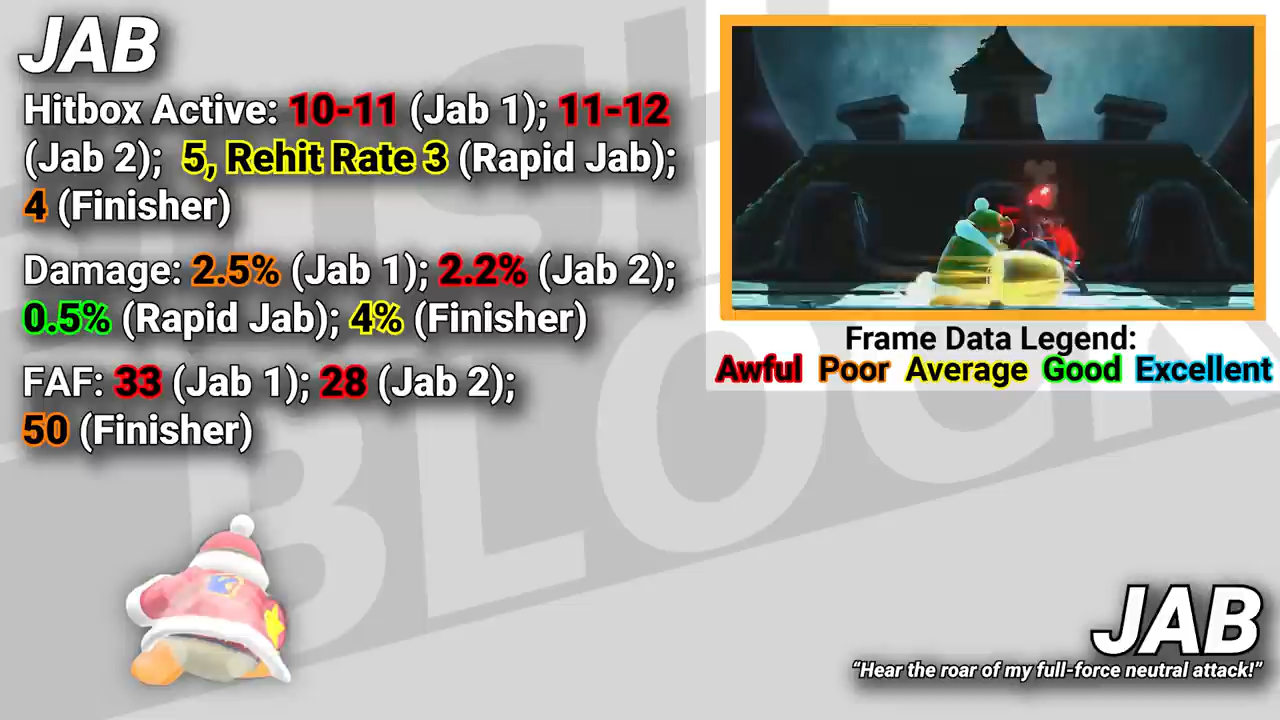 JAB
Hitbox Active: 10-11 (Jab 1); 11-12
(Jab 2); 5, Rehit Rate 3 (Rapid Jab);
4 (Finisher)
Damage: 2.5% (Jab 1); 2.2% (Jab 2);
0.5% (Rapid Jab); 4% (Finisher)
FAF: 33 (Jab 1); 28 (Jab 2);
50 (Finisher)
Frame Data Legend:
Awful Poor Average Good Excellent
JAB
“Hear the roar of my full-force neutral attack!”
BLOCK